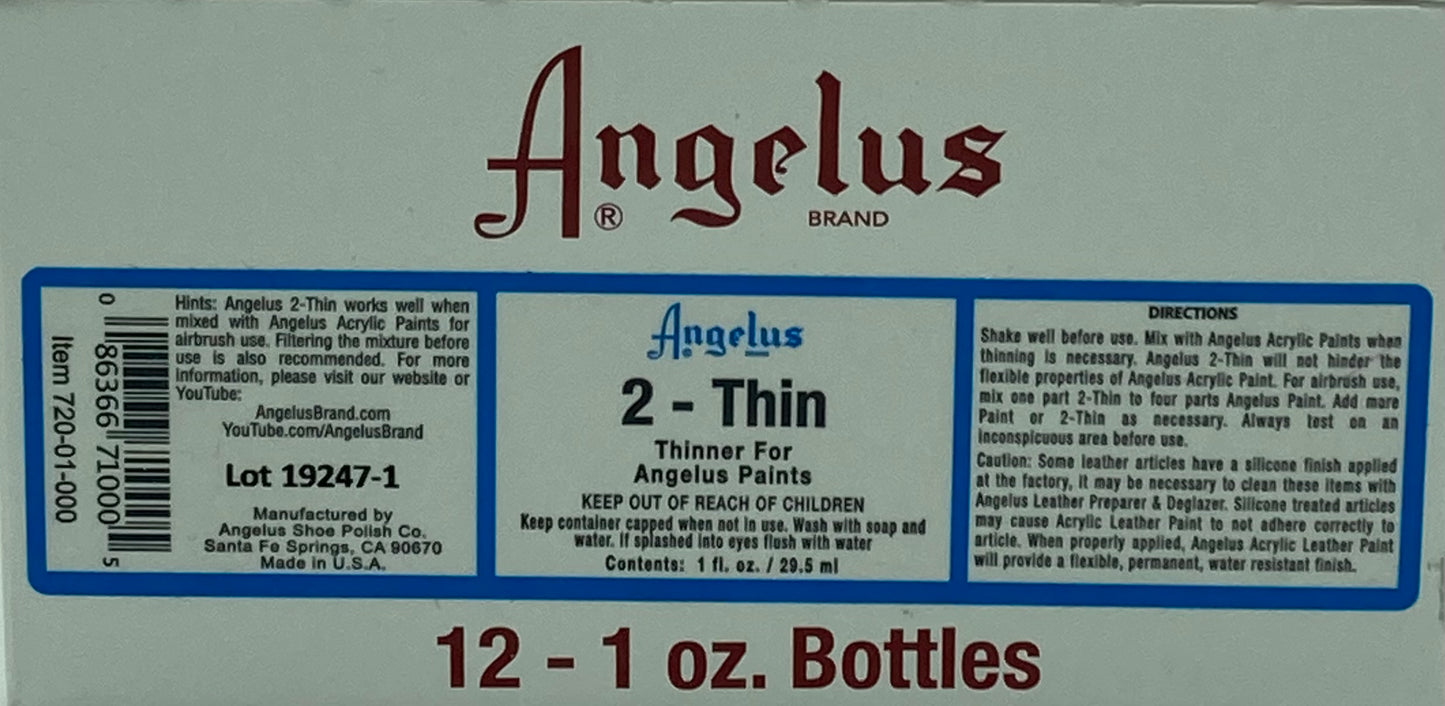 Angelus
®
BRAND
Item 720-01-000
0 86366 71000 5
Hints: Angelus 2-Thin works well when
mixed with Angelus Acrylic Paints for
airbrush use. Filtering the mixture before
use is also recommended. For more
information, please visit our website or
YouTube:
AngelusBrand.com
YouTube.com/AngelusBrand
Lot 19247-1
Manufactured by
Angelus Shoe Polish Co.
Santa Fe Springs, CA 90670
Made in U.S.A.
Angelus
2 - Thin
Thinner For
Angelus Paints
KEEP OUT OF REACH OF CHILDREN
Keep container capped when not in use. Wash with soap and
water. If splashed into eyes flush with water
Contents: 1 fl. oz. / 29.5 ml
DIRECTIONS
Shake well before use. Mix with Angelus Acrylic Paints when
thinning is necessary. Angelus 2-Thin will not hinder the
flexible properties of Angelus Acrylic Paint. For airbrush use,
mix one part 2-Thin to four parts Angelus Paint. Add more
Paint or 2-Thin as necessary. Always test on an
inconspicuous area before use.
Caution: Some leather articles have a silicone finish applied
at the factory, it may be necessary to clean these items with
Angelus Leather Preparer & Deglazer. Silicone treated articles
may cause Acrylic Leather Paint to not adhere correctly to
article. When properly applied, Angelus Acrylic Leather Paint
will provide a flexible, permanent, water resistant finish.
12 - 1 oz. Bottles